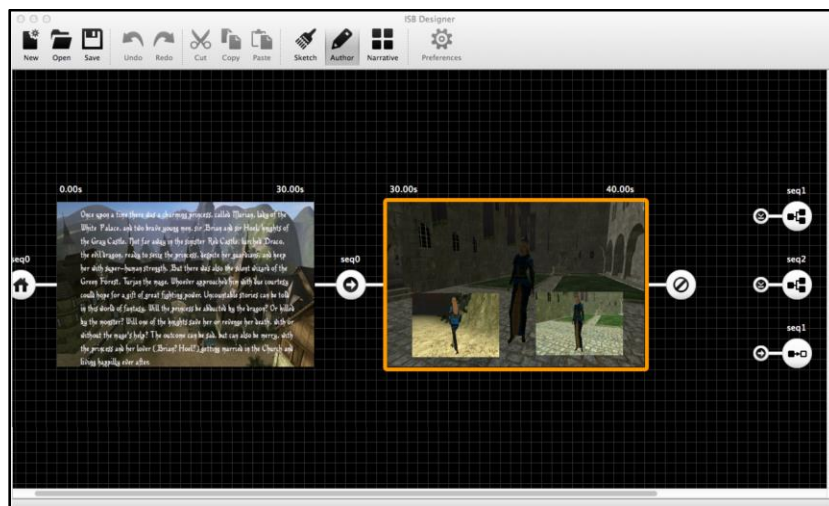 ISB Designer
New Open Save Undo Redo Cut Copy Paste Sketch Author Narrative Preferences
0.00s 30.00s 30.00s 40.00s
seq1
seq0 seq0
seq2
seq1
Once upon a time there was a charming princess, called Marian, lady of the
White Palace, and two brave young men, sir Brian and sir Hoel, knights of
the Gray Castle. Not far away in the sinister Red Castle, lurched Draco,
the evil dragon, ready to seize the princess, despite her guardians, and keep
her with super-human strength. But there was also the silent wizard of the
Green Forest, Turjan the mage. Whoever approached him with due courtesy
could hope for a gift of great fighting power. Uncountable stories can be told
in this world of fantasy. Will the princess be abducted by the dragon? Or killed
by the monster? Will one of the knights save her or revenge her death, with or
without the mage's help? The outcome can be sad, but can also be merry, with
the princess and her lover (Brian? Hoel?) getting married in the Church and
living happily ever after.